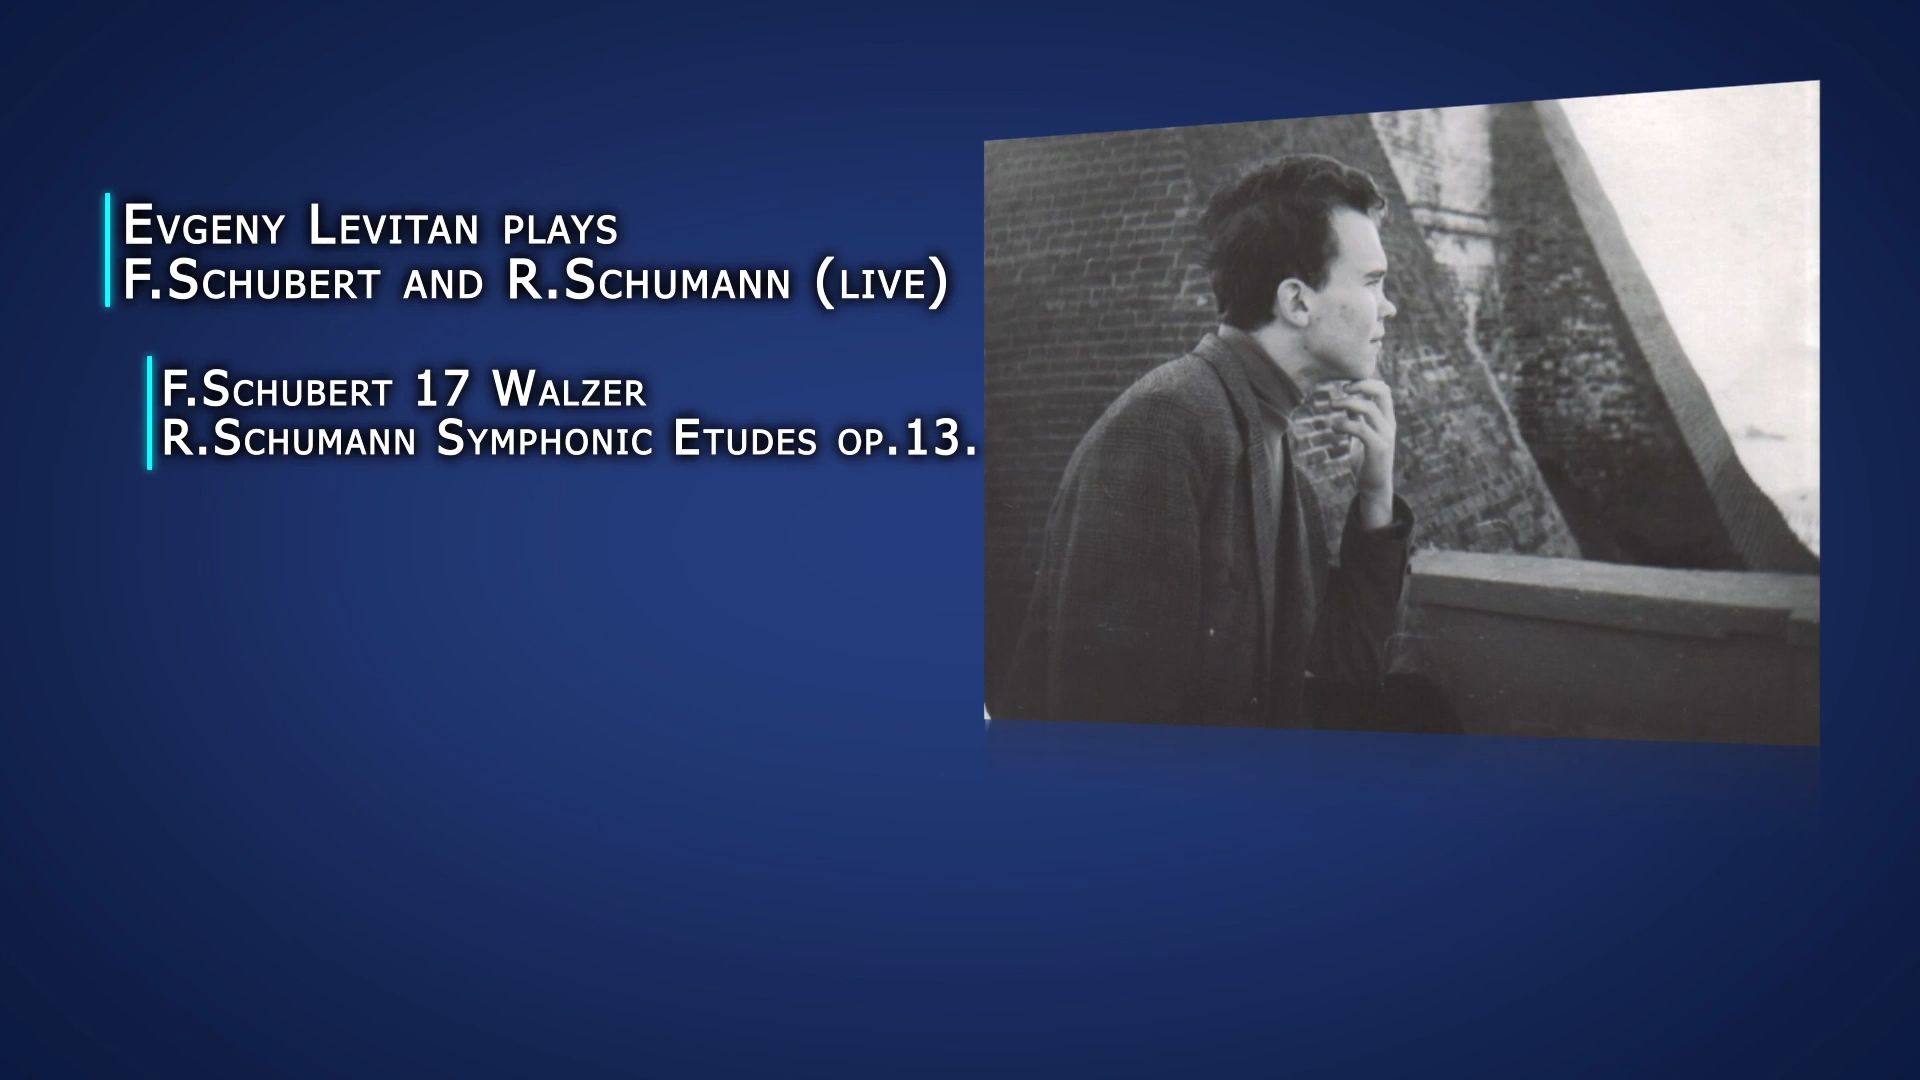 Evgeny Levitan plays
F.Schubert and R.Schumann (live)
F.Schubert 17 Walzer
R.Schumann Symphonic Etudes op.13.